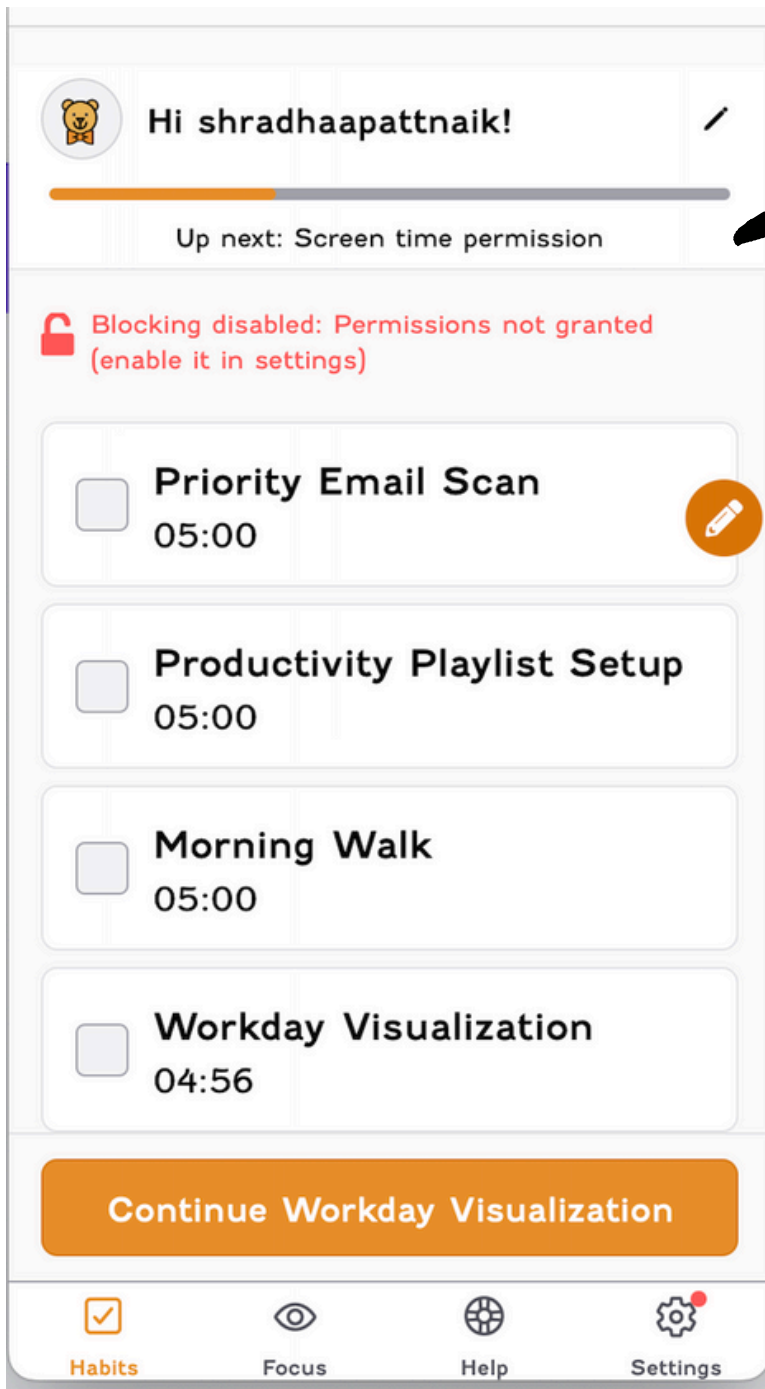 Hi shradhaapattnaik!
Up next: Screen time permission
Blocking disabled: Permissions not granted
(enable it in settings)
Priority Email Scan
05:00
Productivity Playlist Setup
05:00
Morning Walk
05:00
Workday Visualization
04:56
Continue Workday Visualization
Habits Focus Help Settings